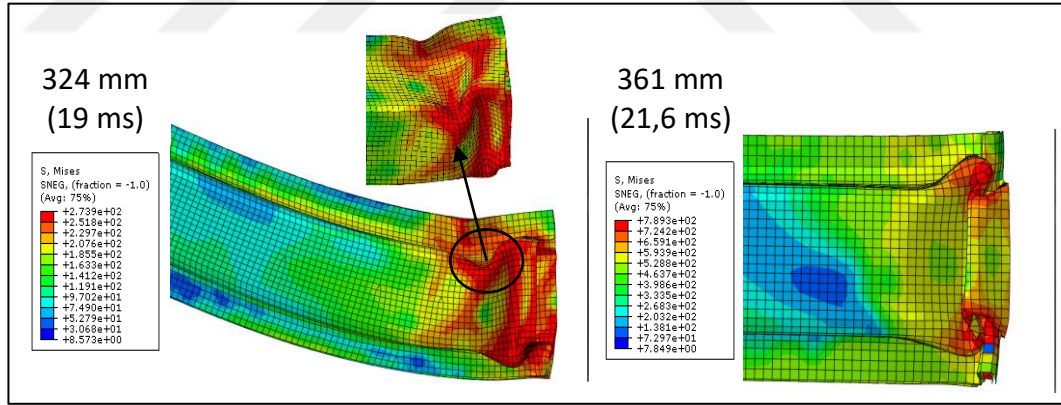 324 mm
(19 ms)
S, Mises
SNEG, (fraction = -1.0)
(Avg: 75%)
+2.739e+02
+2.518e+02
+2.297e+02
+2.076e+02
+1.855e+02
+1.633e+02
+1.412e+02
+1.191e+02
+9.702e+01
+7.490e+01
+5.279e+01
+3.068e+01
+8.573e+00
361 mm
(21,6 ms)
S, Mises
SNEG, (fraction = -1.0)
(Avg: 75%)
+7.893e+02
+7.242e+02
+6.591e+02
+5.939e+02
+5.288e+02
+4.637e+02
+3.986e+02
+3.335e+02
+2.683e+02
+2.032e+02
+1.381e+02
+7.297e+01
+7.849e+00